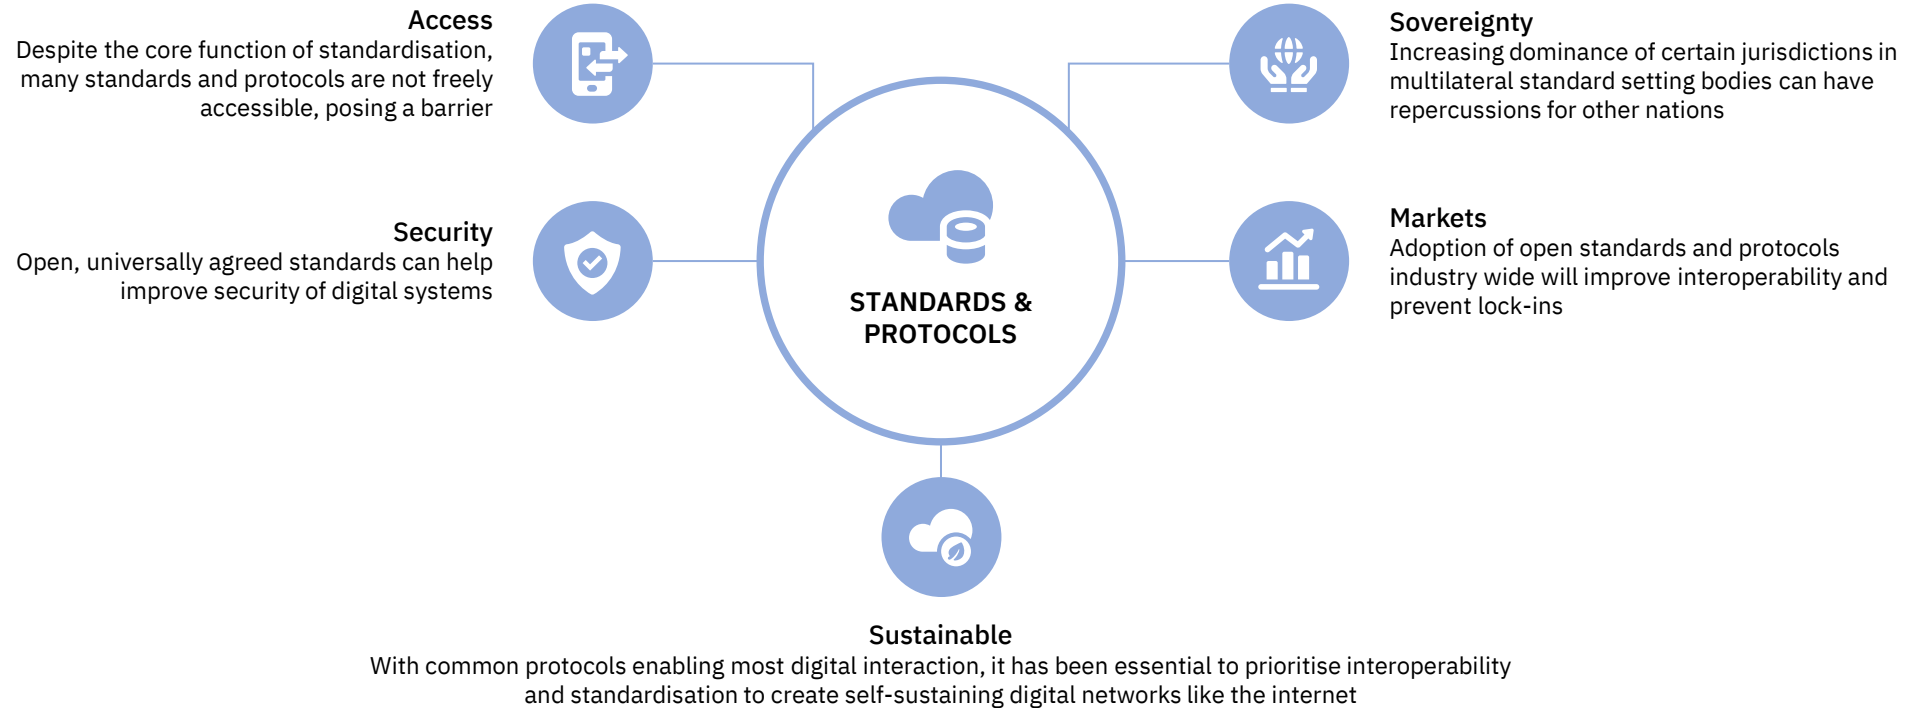 Access
Despite the core function of standardisation,
many standards and protocols are not freely
accessible, posing a barrier
Sovereignty
Increasing dominance of certain jurisdictions in
multilateral standard setting bodies can have
repercussions for other nations
Security
Open, universally agreed standards can help
improve security of digital systems
STANDARDS &
PROTOCOLS
Markets
Adoption of open standards and protocols
industry wide will improve interoperability and
prevent lock-ins
Sustainable
With common protocols enabling most digital interaction, it has been essential to prioritise interoperability
and standardisation to create self-sustaining digital networks like the internet